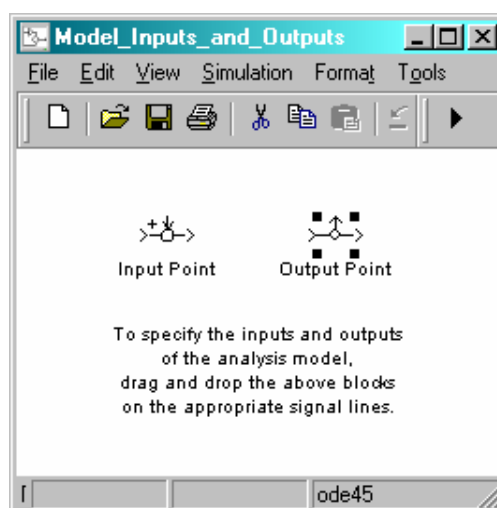 Model_Inputs_and_Outputs
File Edit View Simulation Format Tools
Input Point Output Point
To specify the inputs and outputs
of the analysis model,
drag and drop the above blocks
on the appropriate signal lines.
ode45